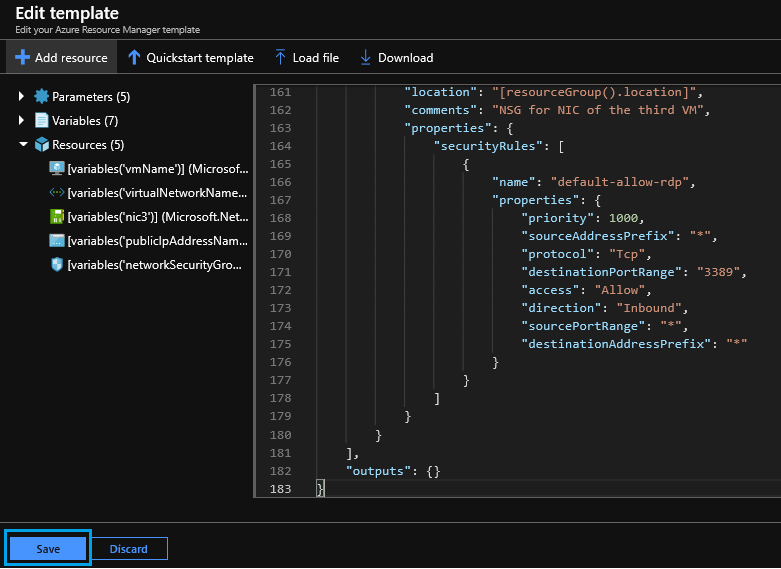 Edit template
Edit your Azure Resource Manager template
Add resource Quickstart template Load file Download
Parameters (5)
Variables (7)
Resources (5)
[variables('vmName')] (Microsof...
[variables('virtualNetworkName...
[variables('nic3')] (Microsoft.Net...
[variables('publicIpAddressNam...
[variables('networkSecurityGro...
161 "location": "[resourceGroup().location]",
162 "comments": "NSG for NIC of the third VM",
163 "properties": {
164 "securityRules": [
165 {
166 "name": "default-allow-rdp",
167 "properties": {
168 "priority": 1000,
169 "sourceAddressPrefix": "*",
170 "protocol": "Tcp",
171 "destinationPortRange": "3389",
172 "access": "Allow",
173 "direction": "Inbound",
174 "sourcePortRange": "*",
175 "destinationAddressPrefix": "*"
176 }
177 }
178 ]
179 }
180 }
181 ],
182 "outputs": {}
183 }
Save Discard